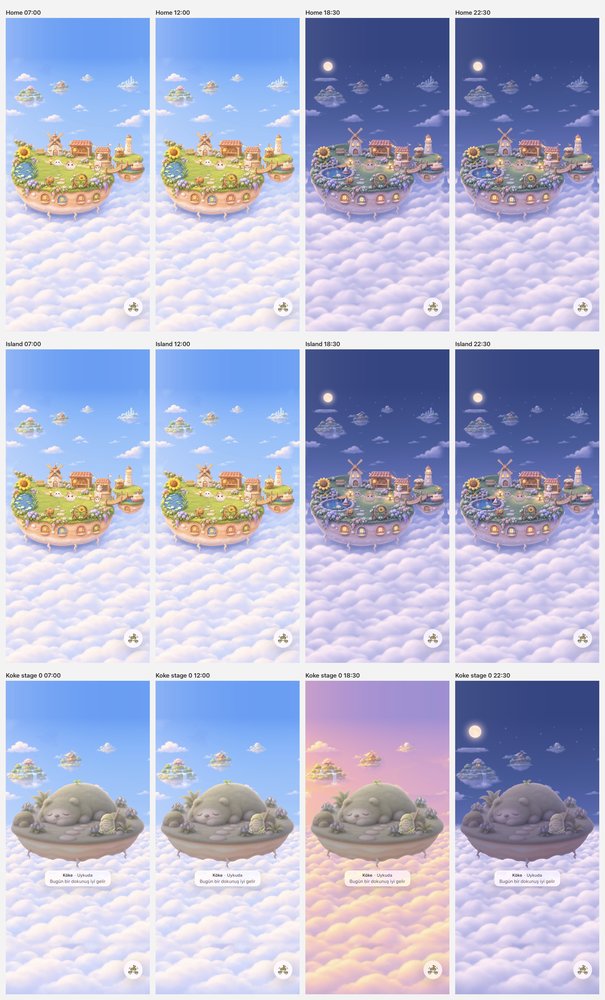 Home 07:00
Home 12:00
Home 18:30
Home 22:30
Island 07:00
Island 12:00
Island 18:30
Island 22:30
Koke stage 0 07:00
Koke stage 0 12:00
Koke stage 0 18:30
Koke stage 0 22:30
Köke · Uykuda
Bugün bir dokunuş iyi gelir
Köke · Uykuda
Bugün bir dokunuş iyi gelir
Köke · Uykuda
Bugün bir dokunuş iyi gelir
Köke · Uykuda
Bugün bir dokunuş iyi gelir